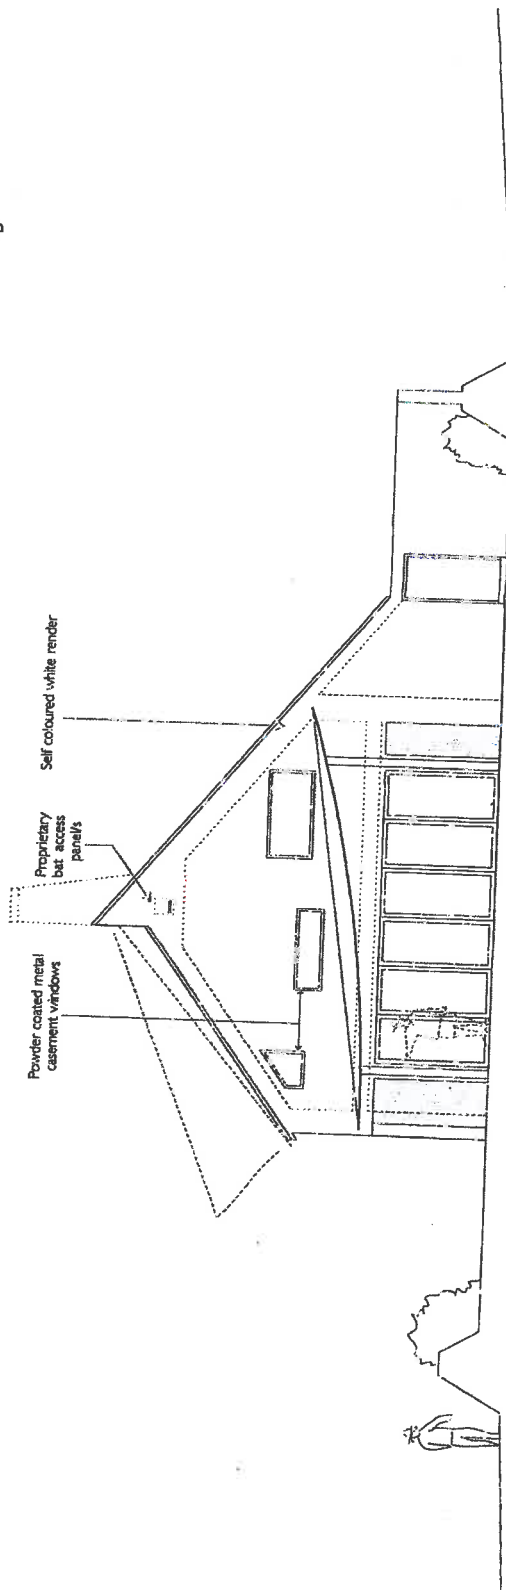 Powder coated metal
casement windows
Proprietary
bat access
panel/s
Self coloured white render